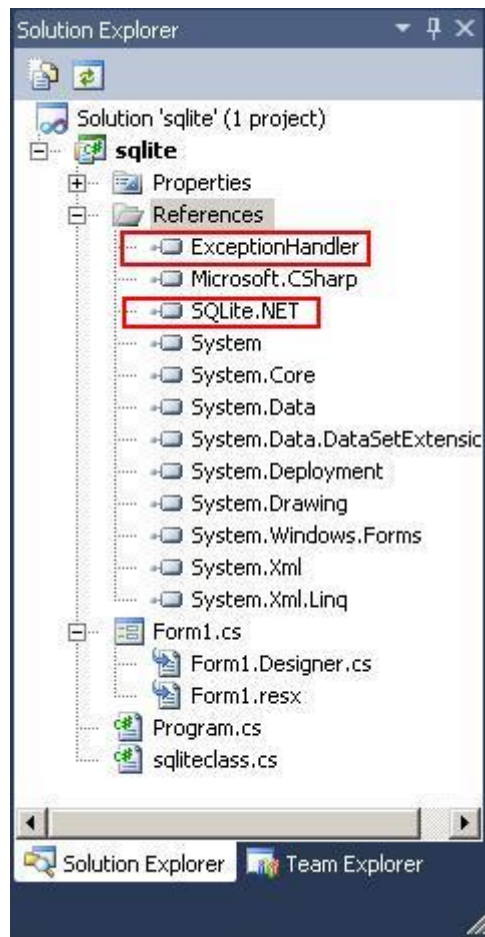 Solution Explorer
Solution 'sqlite' (1 project)
sqlite
Properties
References
ExceptionHandler
Microsoft.CSharp
SQLite.NET
System
System.Core
System.Data
System.Data.DataSetExtensic
System.Deployment
System.Drawing
System.Windows.Forms
System.Xml
System.Xml.Linq
Form1.cs
Form1.Designer.cs
Form1.resx
Program.cs
sqliteclass.cs
Solution Explorer Team Explorer